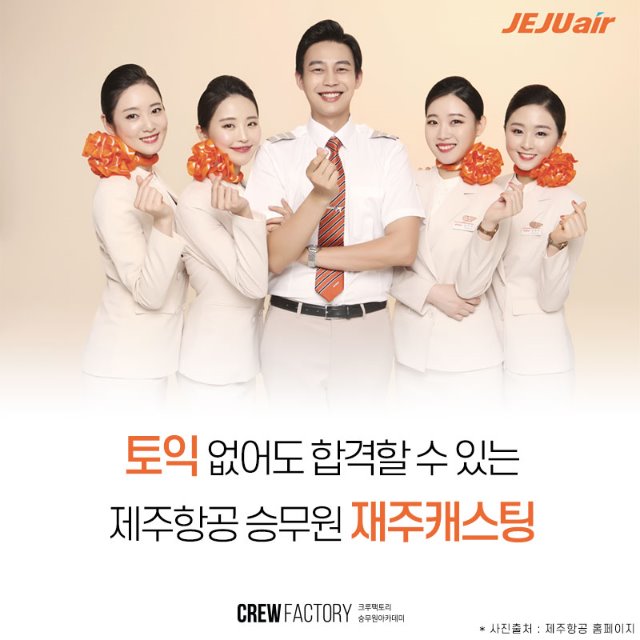 JEJUair
토익 없어도 합격할 수 있는
제주항공 승무원 재주캐스팅
CREWFACTORY 크루팩토리
승무원아카데미
* 사진출처 : 제주항공 홈페이지